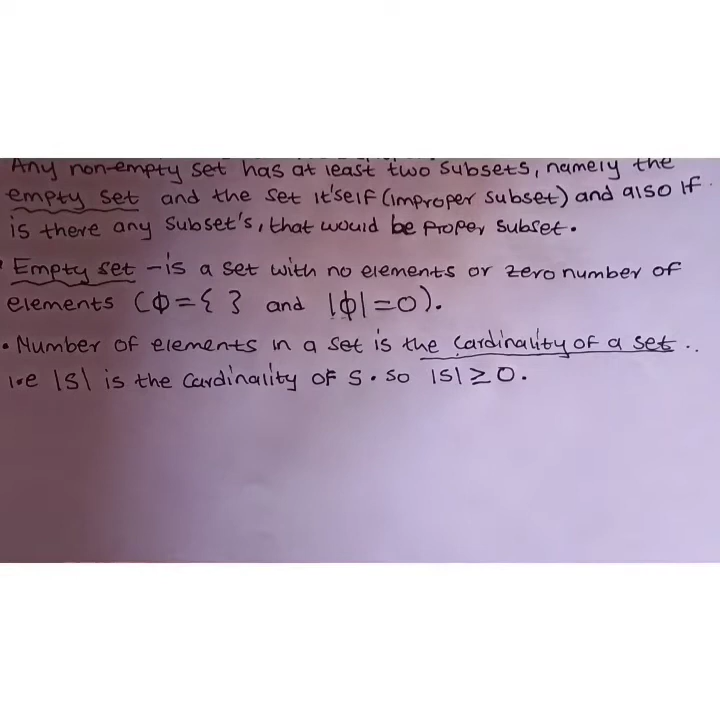 Any non-empty set has at least two subsets, namely the
empty set and the set it'self (improper subset) and also if
is there any subset's, that would be proper subset.
Empty set - is a set with no elements or zero number of
elements (Φ={ } and |Φ|=0).
• Number of elements in a set is the cardinality of a set ..
i.e |S| is the cardinality of S. so |S| ≥ 0.